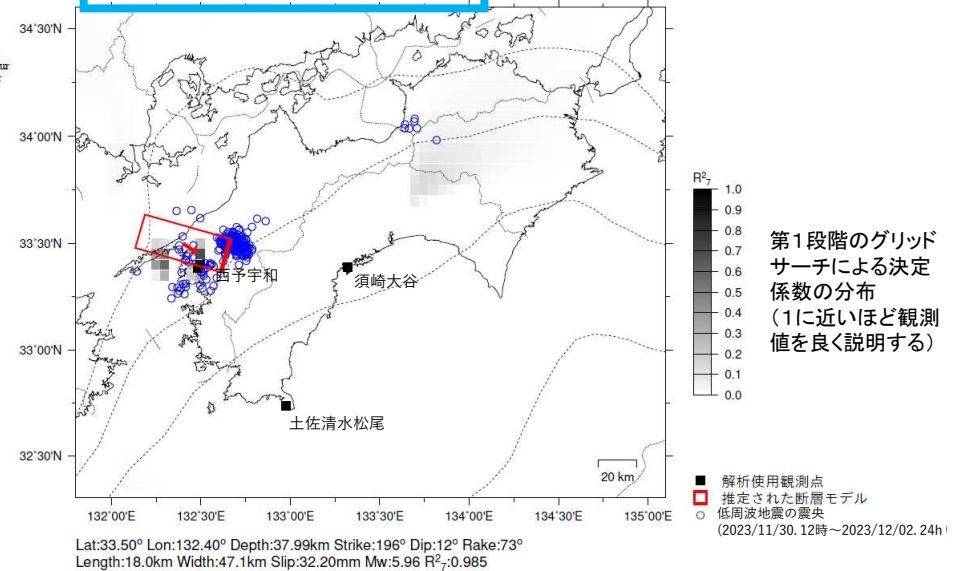 34˚30'N
34˚00'N
33˚30'N
33˚00'N
32˚30'N
西予宇和
須崎大谷
土佐清水松尾
20 km
132˚00'E
132˚30'E
133˚00'E
133˚30'E
134˚00'E
134˚30'E
135˚00'E
R²₇
1.0
0.9
0.8
0.7
0.6
0.5
0.4
0.3
0.2
0.1
0.0
第1段階のグリッド
サーチによる決定
係数の分布
(1に近いほど観測
値を良く説明する)
解析使用観測点
推定された断層モデル
低周波地震の震央
(2023/11/30.12時~2023/12/02.24h
Lat:33.50° Lon:132.40° Depth:37.99km Strike:196° Dip:12° Rake:73°
Length:18.0km Width:47.1km Slip:32.20mm Mw:5.96 R²₇:0.985